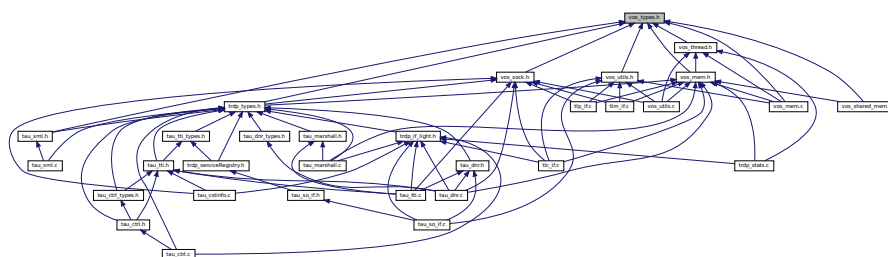 vos_types.h
vos_thread.h
vos_sock.h
vos_utils.h
vos_mem.h
trdp_types.h
tlp_if.c
tlm_if.c
vos_utils.c
vos_mem.c
vos_shared_mem.
tau_xml.h
tau_tti_types.h
tau_dnr_types.h
tau_marshall.h
trdp_if_light.h
tau_xml.c
tau_tti.h
trdp_serviceRegistry.h
tau_marshall.c
tau_dnr.h
tlc_if.c
trdp_stats.c
tau_ctrl_types.h
tau_cstinfo.c
tau_so_if.h
tau_tti.c
tau_dnr.c
tau_ctrl.h
tau_so_if.c
tau_ctrl.c